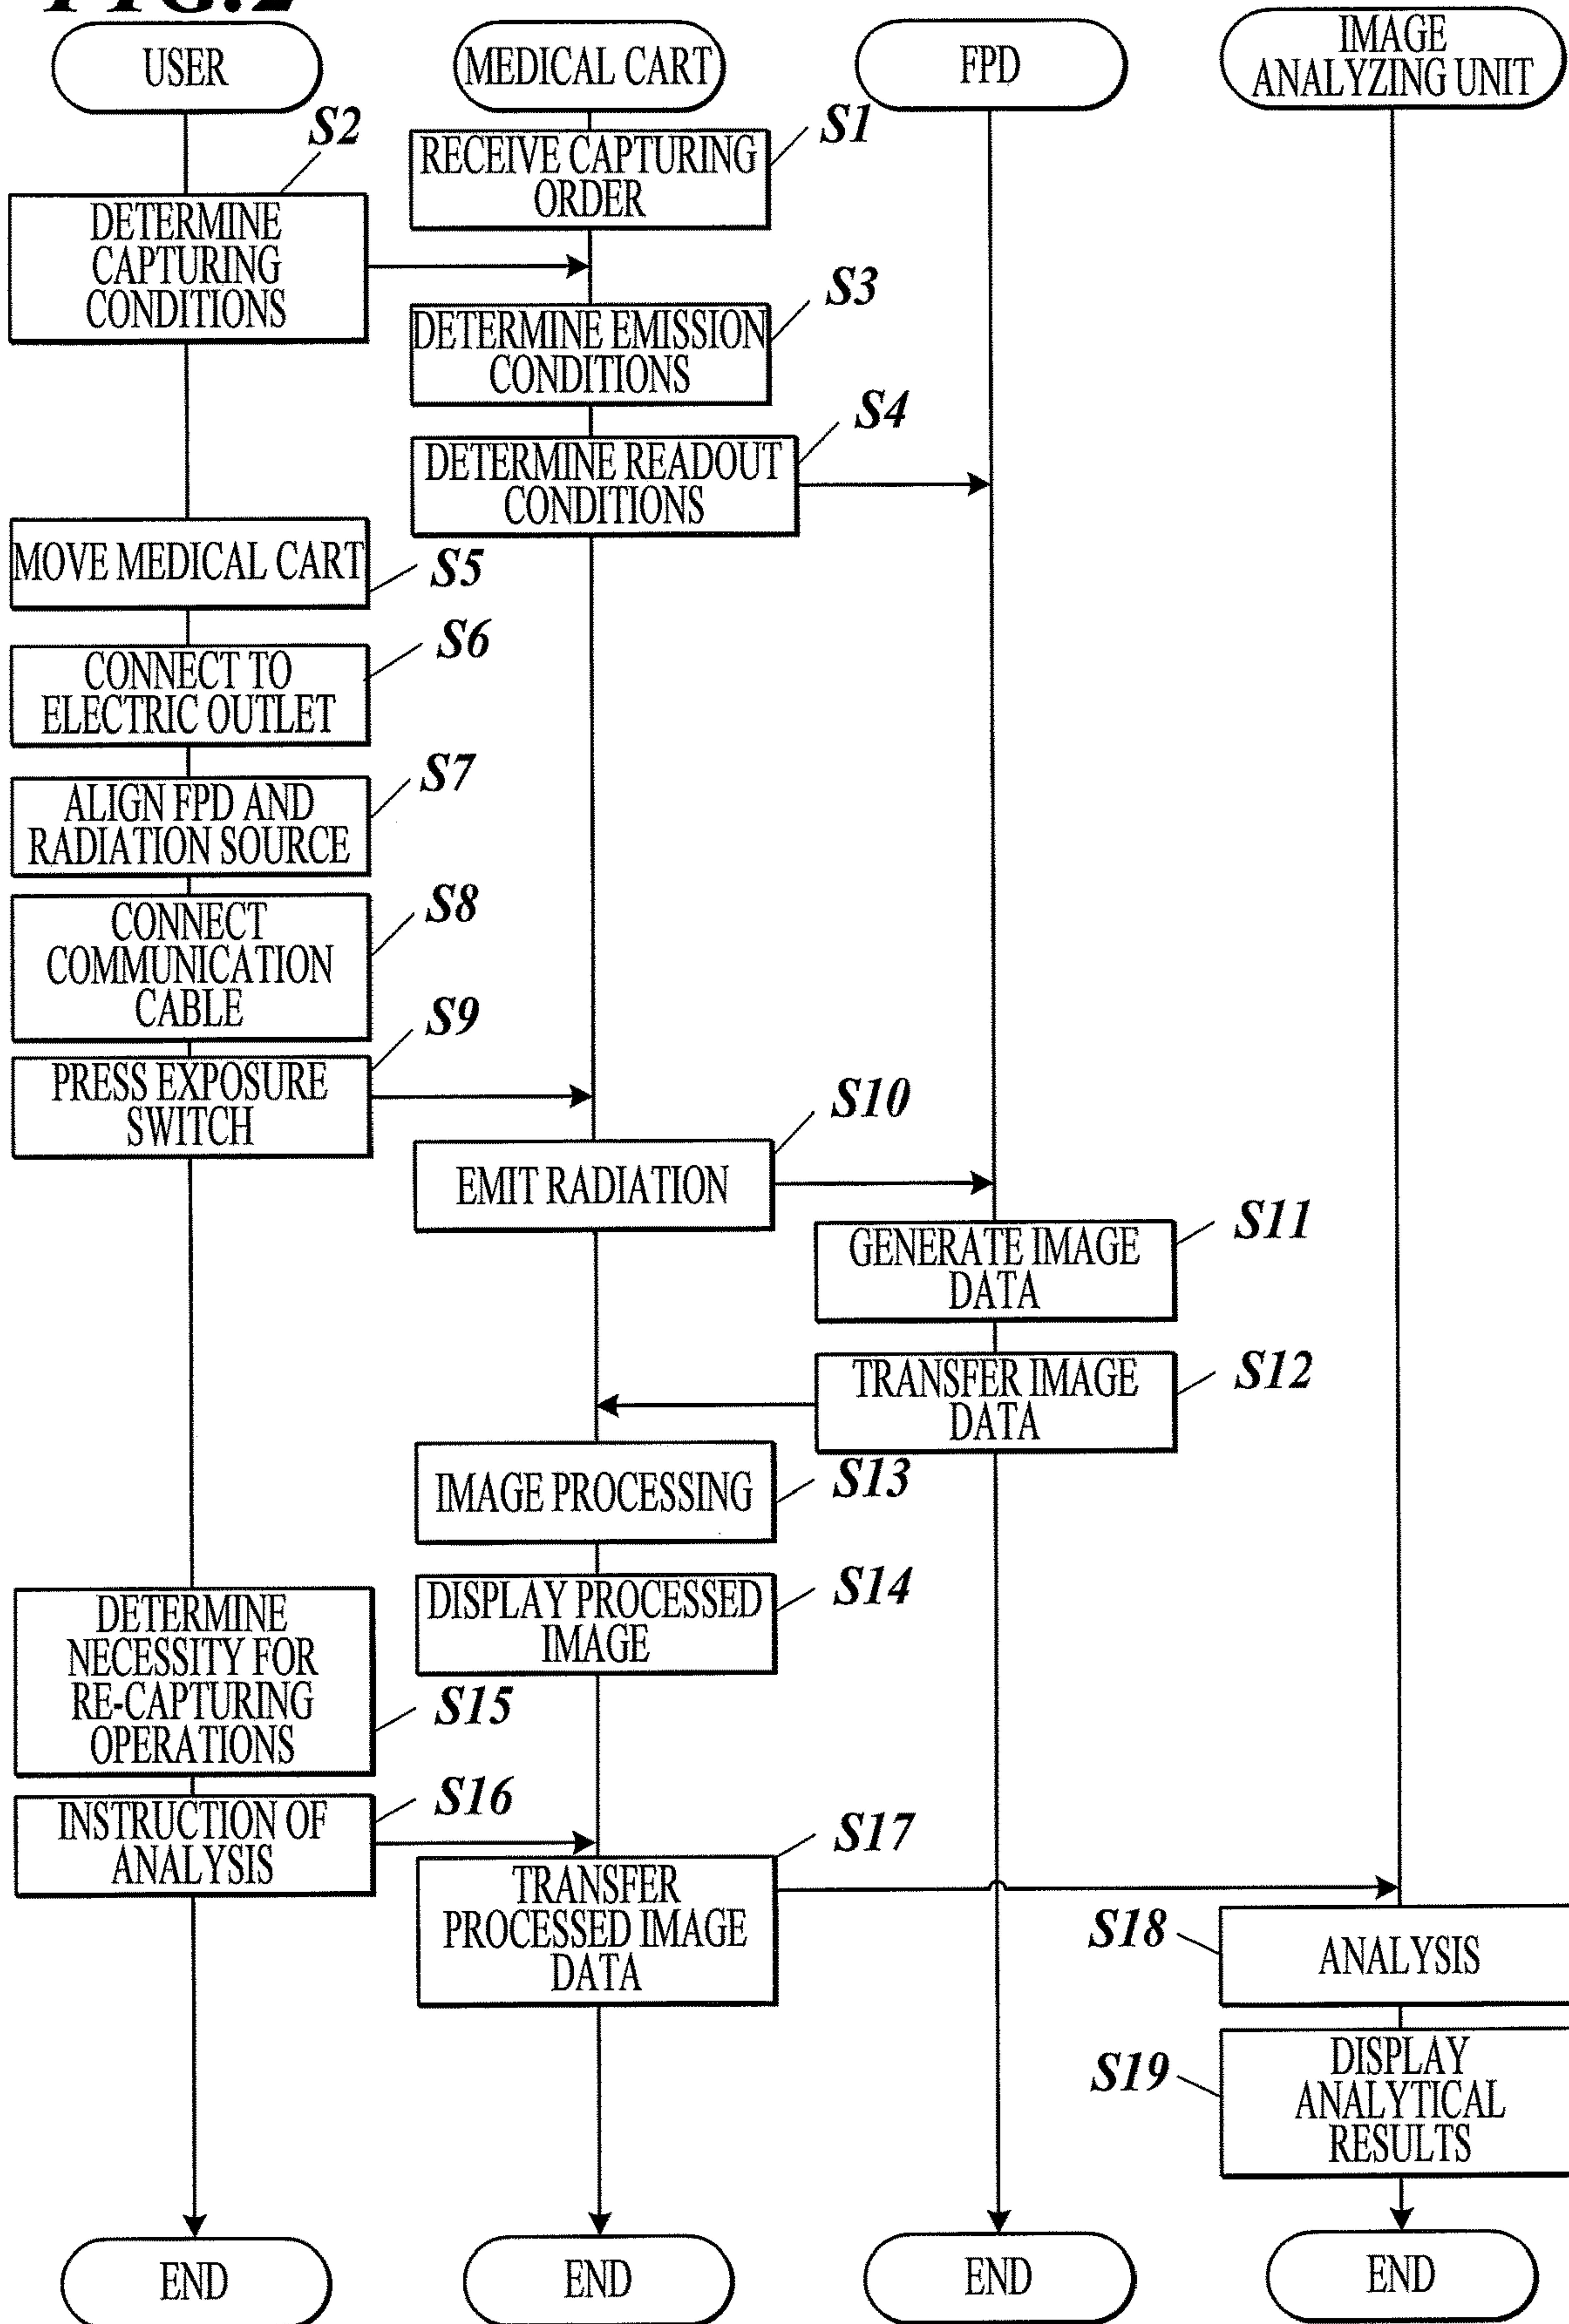 FIG.2
USER
MEDICAL CART
FPD
IMAGE
ANALYZING UNIT
S1
RECEIVE CAPTURING
ORDER
S2
DETERMINE
CAPTURING
CONDITIONS
S3
DETERMINE EMISSION
CONDITIONS
S4
DETERMINE READOUT
CONDITIONS
MOVE MEDICAL CART
S5
S6
CONNECT TO
ELECTRIC OUTLET
S7
ALIGN FPD AND
RADIATION SOURCE
S8
CONNECT
COMMUNICATION
CABLE
S9
PRESS EXPOSURE
SWITCH
S10
EMIT RADIATION
S11
GENERATE IMAGE
DATA
S12
TRANSFER IMAGE
DATA
S13
IMAGE PROCESSING
S14
DISPLAY PROCESSED
IMAGE
DETERMINE
NECESSITY FOR
RE-CAPTURING
OPERATIONS
S15
S16
INSTRUCTION OF
ANALYSIS
S17
TRANSFER
PROCESSED IMAGE
DATA
S18
ANALYSIS
S19
DISPLAY
ANALYTICAL
RESULTS
END
END
END
END